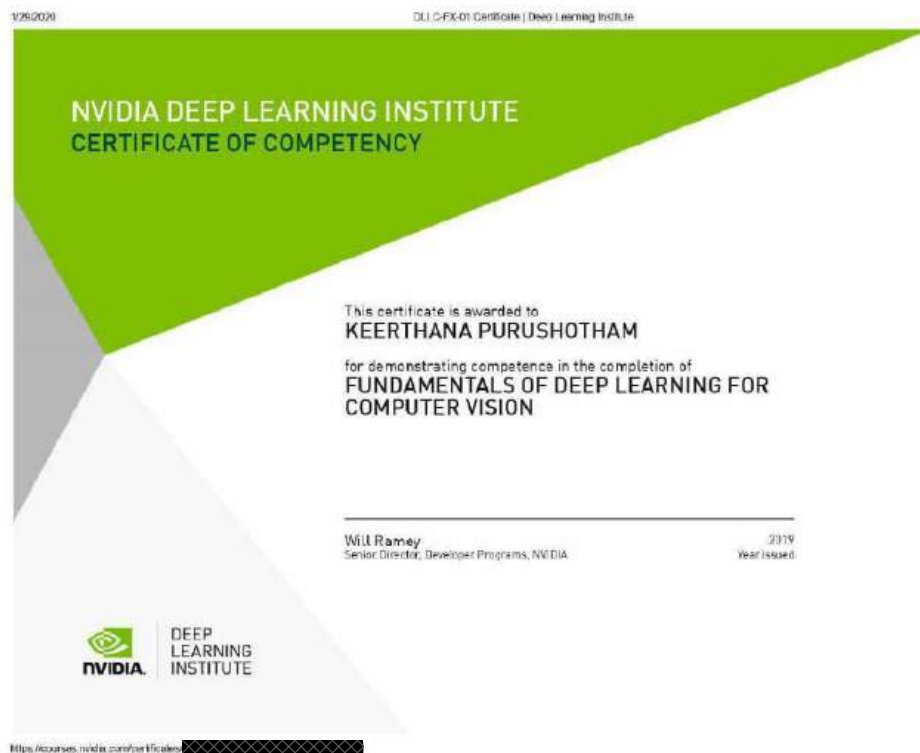 1/29/2020
DLI C-FX-01 Certificate | Deep Learning Institute
NVIDIA DEEP LEARNING INSTITUTE
CERTIFICATE OF COMPETENCY
This certificate is awarded to
KEERTHANA PURUSHOTHAM
for demonstrating competence in the completion of
FUNDAMENTALS OF DEEP LEARNING FOR
COMPUTER VISION
Will Ramey
2019
Senior Director, Developer Programs, NVIDIA
Year issued
DEEP
LEARNING
INSTITUTE
NVIDIA.
https://courses.nvidia.com/certificates/